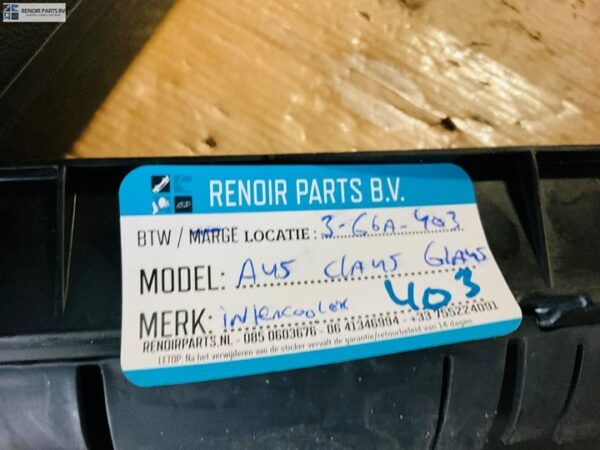 RENOIR PARTS BV
RENOIR PARTS B.V.
BTW / MARGE LOCATIE : 3-G6A-403
MODEL: A45 CLA45 GLA45
403
MERK: intercooler
RENOIRPARTS.NL - 085 0603676 - 06 41346994 - +33 755224091
LETOP: Na het verwijderen van de sticker vervalt de garantie/retourbeleid van 14 dagen